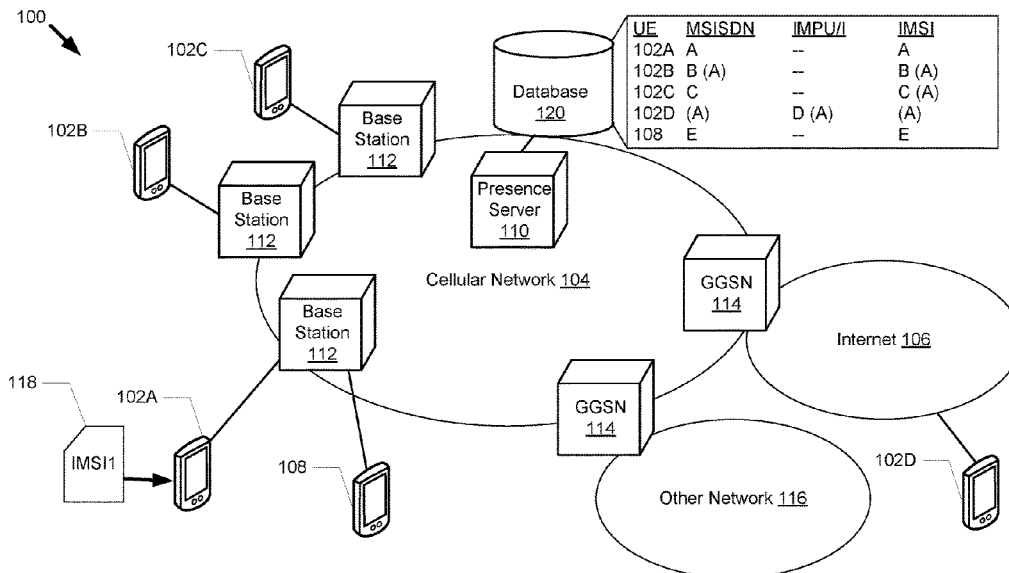 100
102C
102B
Base
Station
112
Base
Station
112
Base
Station
112
Database
120
Presence
Server
110
UE MSISDN IMPU/I IMSI
102A A -- A
102B B (A) -- B (A)
102C C -- C (A)
102D (A) D (A) (A)
108 E -- E
Cellular Network 104
GGSN
114
Internet 106
GGSN
114
Other Network 116
118
102A
IMSI1
108
102D